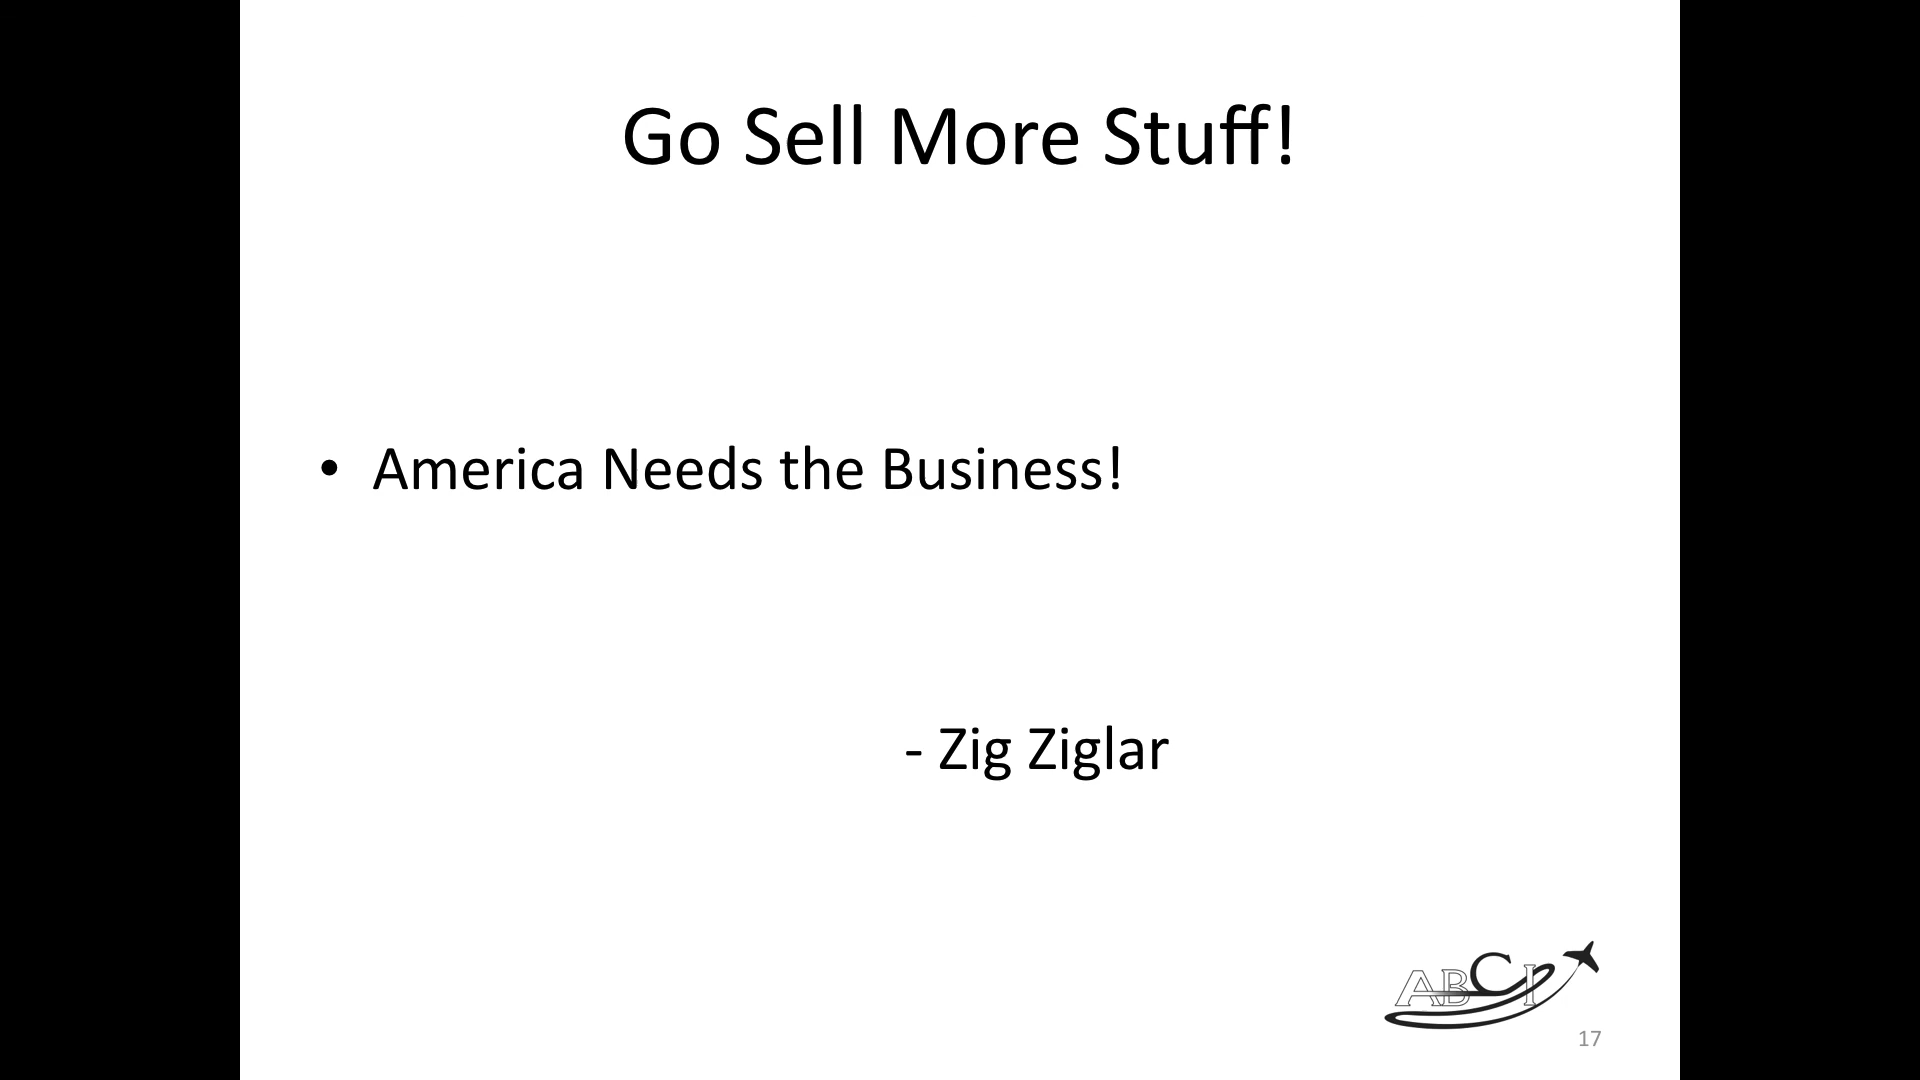 Go Sell More Stuff!
• America Needs the Business!
- Zig Ziglar
ABCI
17